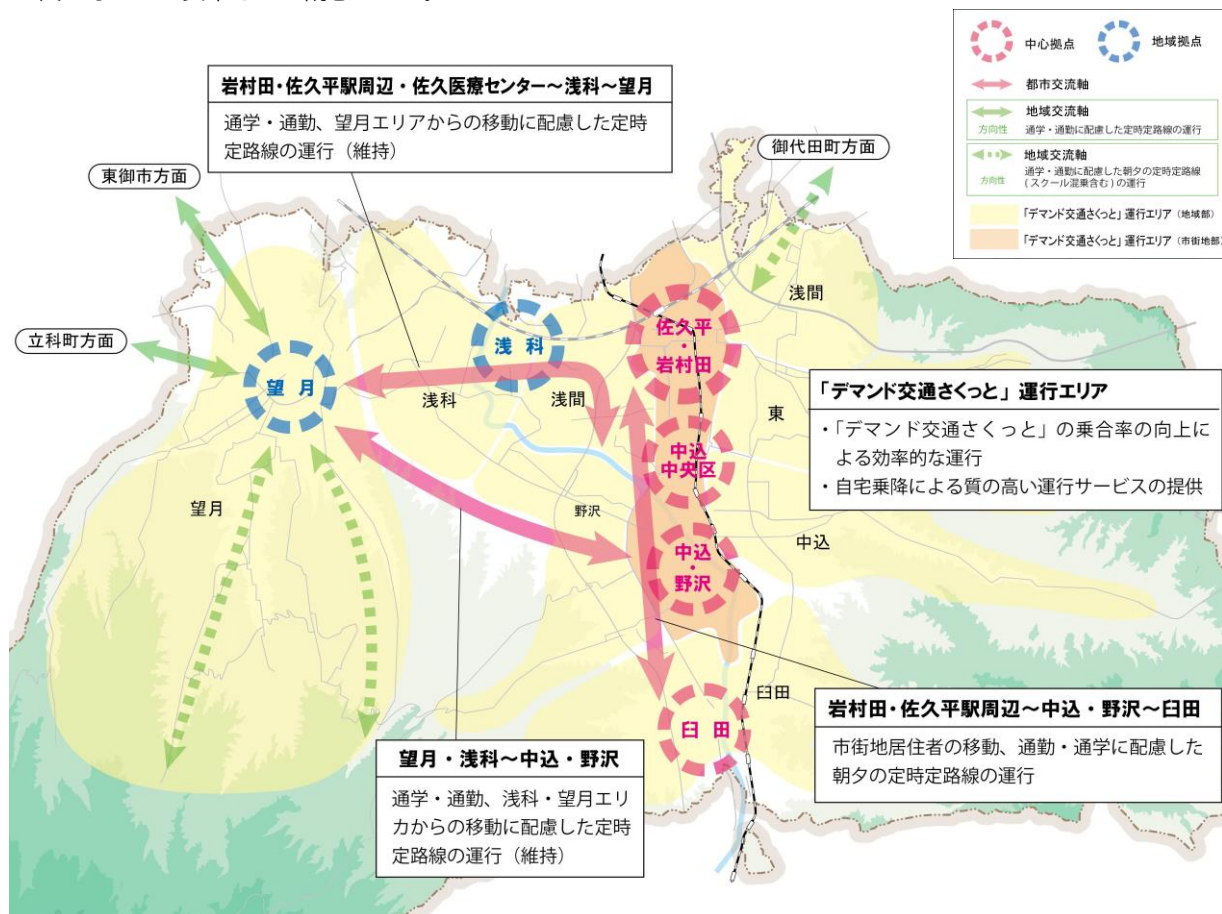 中心拠点
地域拠点
都市交流軸
地域交流軸
方向性 通学・通勤に配慮した定時定路線の運行
地域交流軸
方向性 通学・通勤に配慮した朝夕の定時定路線
(スクール混乗含む)の運行
「デマンド交通さくっと」運行エリア(地域部)
「デマンド交通さくっと」運行エリア(市街地部)
岩村田・佐久平駅周辺・佐久医療センター～浅科～望月
通学・通勤、望月エリアからの移動に配慮した定時
定路線の運行(維持)
御代田町方面
東御市方面
立科町方面
浅間
佐久平
・
岩村田
浅科
望月
浅科
浅間
東
「デマンド交通さくっと」運行エリア
・「デマンド交通さくっと」の乗合率の向上に
よる効率的な運行
・自宅乗降による質の高い運行サービスの提供
中込
中央区
望月
野沢
中込
中込
・
野沢
臼田
臼田
岩村田・佐久平駅周辺～中込・野沢～臼田
市街地居住者の移動、通勤・通学に配慮した
朝夕の定時定路線の運行
望月・浅科～中込・野沢
通学・通勤、浅科・望月エリ
カからの移動に配慮した定時
定路線の運行(維持)